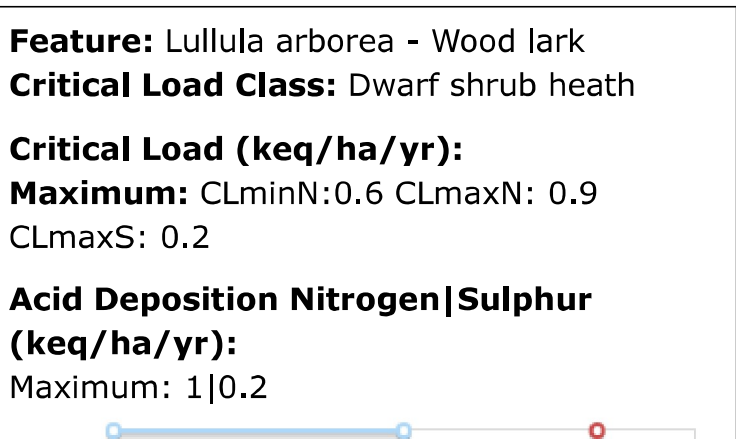 Feature: Lullula arborea - Wood lark
Critical Load Class: Dwarf shrub heath
Critical Load (keq/ha/yr):
Maximum: CLminN:0.6 CLmaxN: 0.9
CLmaxS: 0.2
Acid Deposition Nitrogen|Sulphur
(keq/ha/yr):
Maximum: 1|0.2